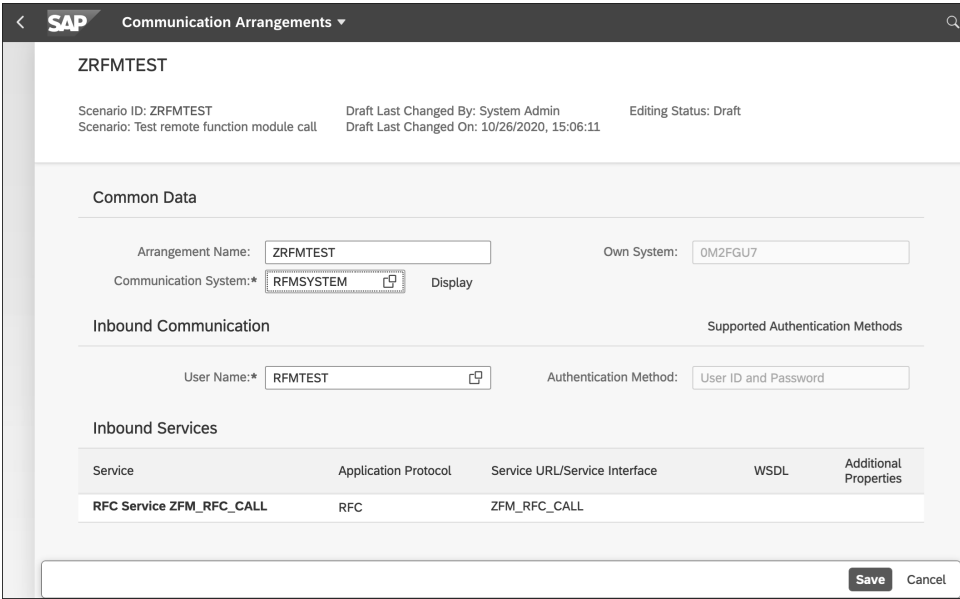 SAP Communication Arrangements
ZRFMTEST
Scenario ID: ZRFMTEST Draft Last Changed By: System Admin Editing Status: Draft
Scenario: Test remote function module call Draft Last Changed On: 10/26/2020, 15:06:11
Common Data
Arrangement Name: ZRFMTEST Own System: 0M2FGU7
Communication System:* RFMSYSTEM Display
Inbound Communication Supported Authentication Methods
User Name:* RFMTEST Authentication Method: User ID and Password
Inbound Services
Service Application Protocol Service URL/Service Interface WSDL Additional Properties
RFC Service ZFM_RFC_CALL RFC ZFM_RFC_CALL
Save Cancel